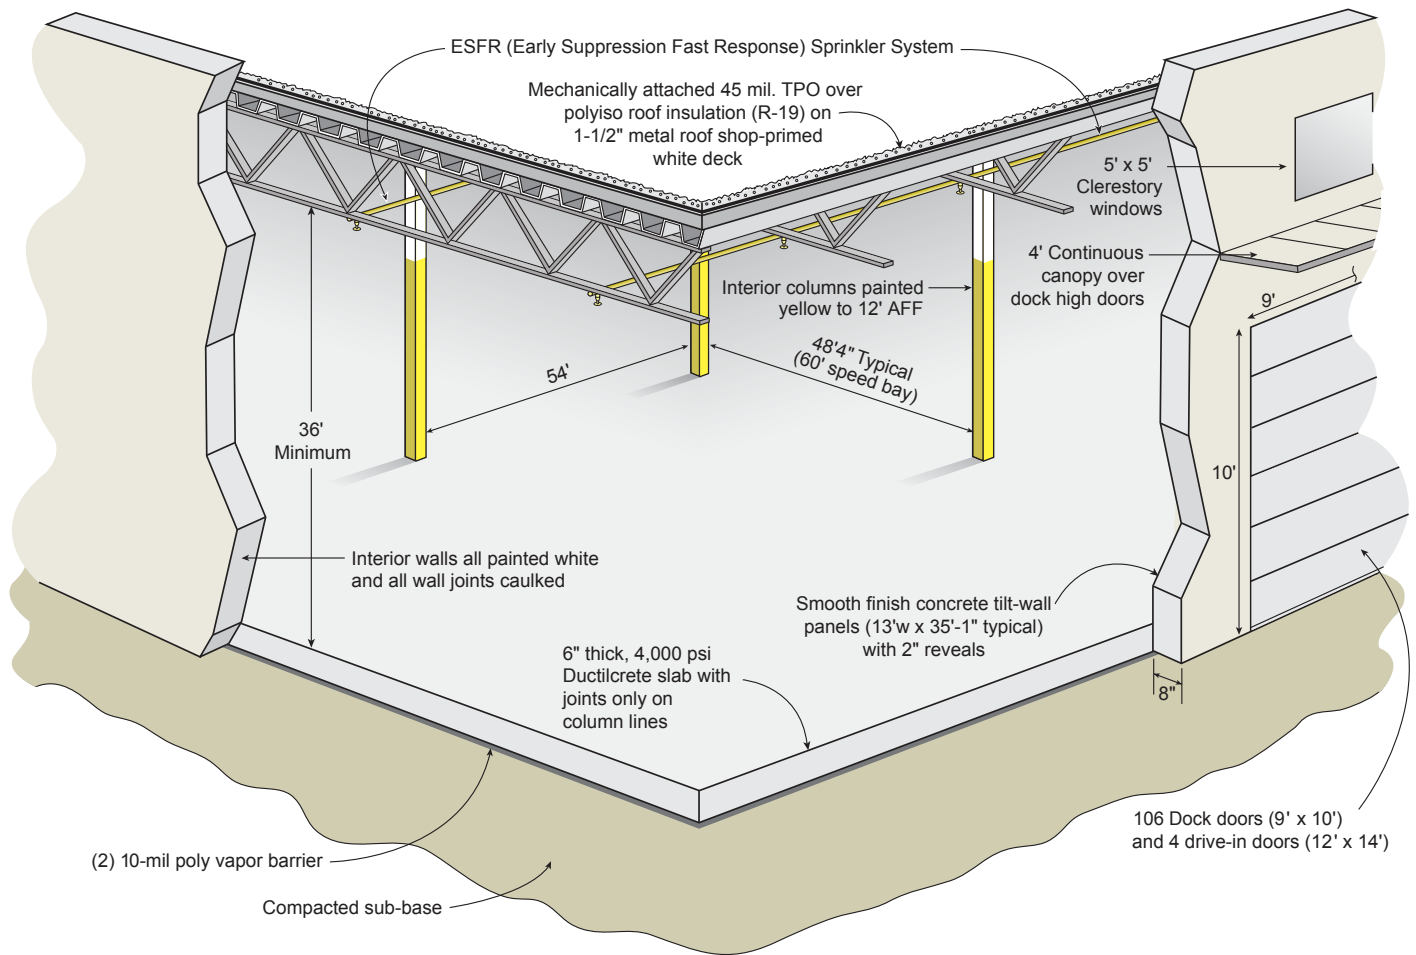 ESFR (Early Suppression Fast Response) Sprinkler System
Mechanically attached 45 mil. TPO over
polyiso roof insulation (R-19) on
1-1/2" metal roof shop-primed
white deck
5' x 5'
Clerestory
windows
4' Continuous
canopy over
dock high doors
Interior columns painted
yellow to 12' AFF
9'
48'4" Typical
(60' speed bay)
54'
36'
Minimum
10'
Interior walls all painted white
and all wall joints caulked
Smooth finish concrete tilt-wall
panels (13'w x 35'-1" typical)
with 2" reveals
6" thick, 4,000 psi
Ductilcrete slab with
joints only on
column lines
8"
106 Dock doors (9' x 10')
and 4 drive-in doors (12' x 14')
(2) 10-mil poly vapor barrier
Compacted sub-base